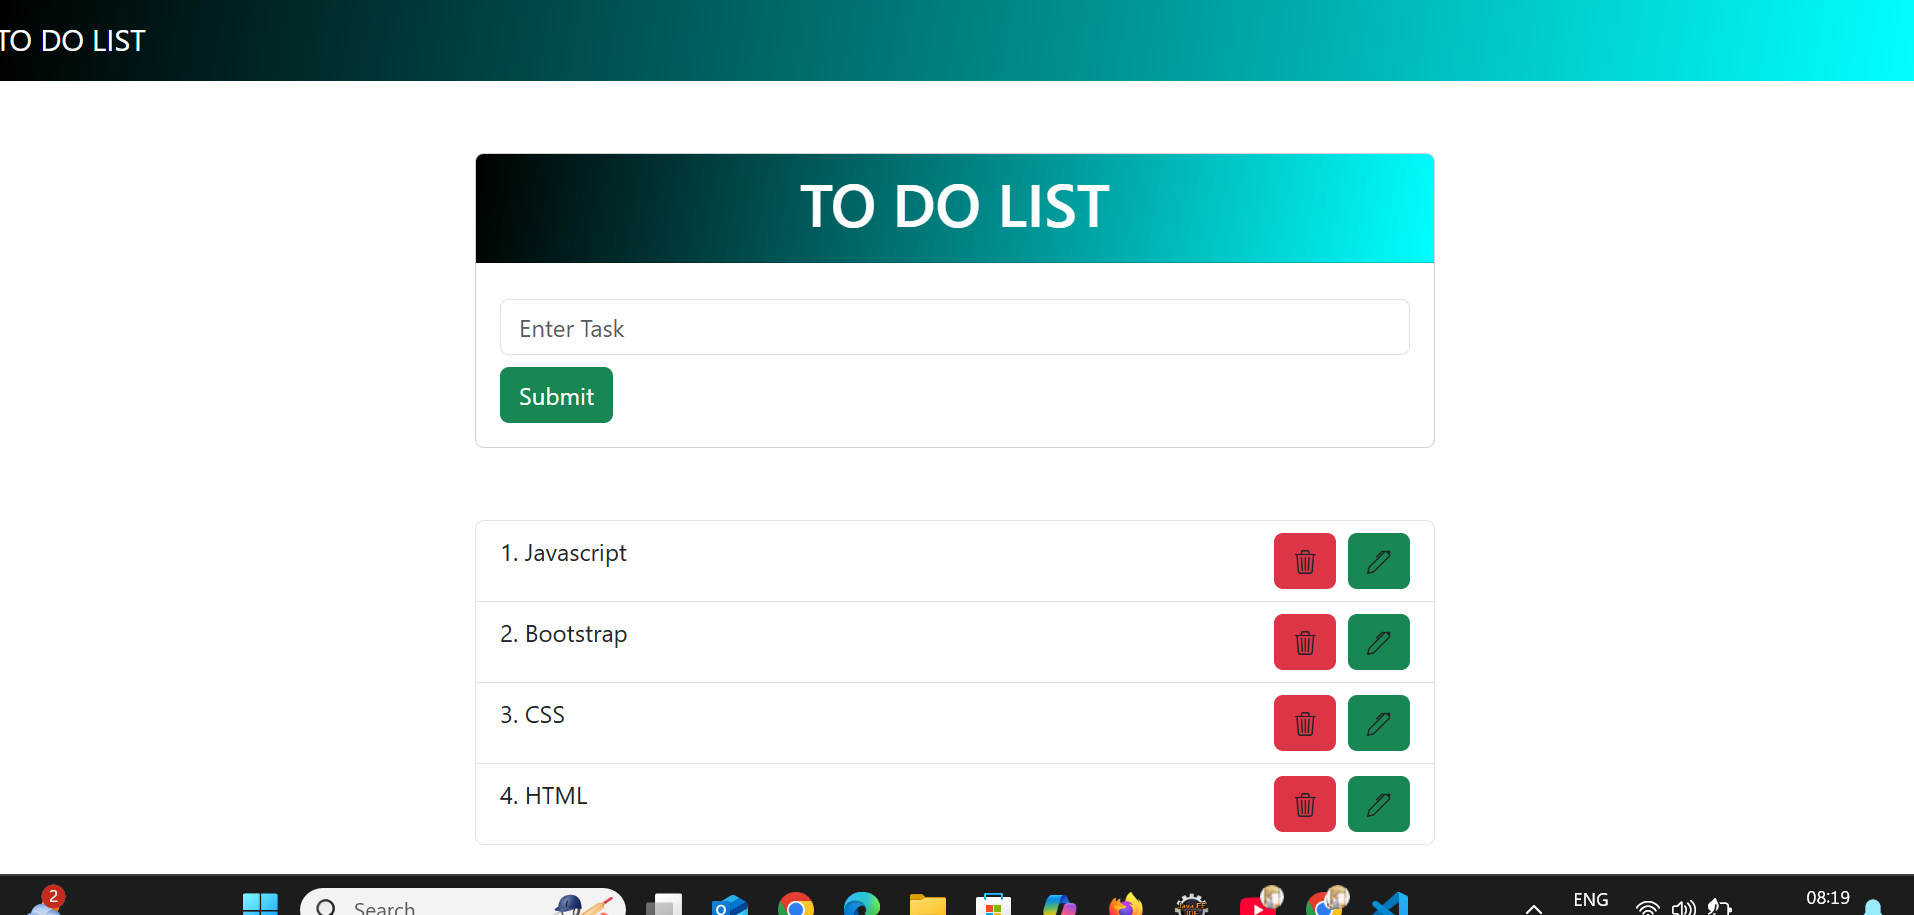 TO DO LIST
TO DO LIST
Enter Task
Submit
1. Javascript
2. Bootstrap
3. CSS
4. HTML
2
Search
ENG
08:19